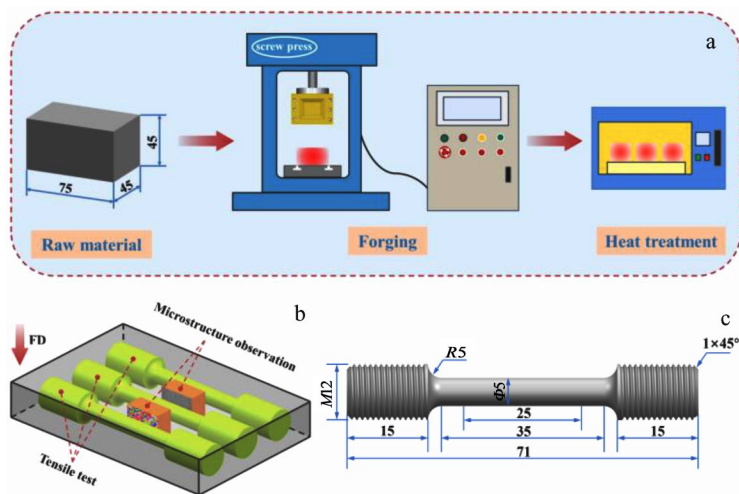 a
screw press
45
75
45
Raw material
Forging
Heat treatment
b
FD
Microstructure observation
Tensile test
c
1×45°
R5
M12
Φ5
25
15
35
15
71